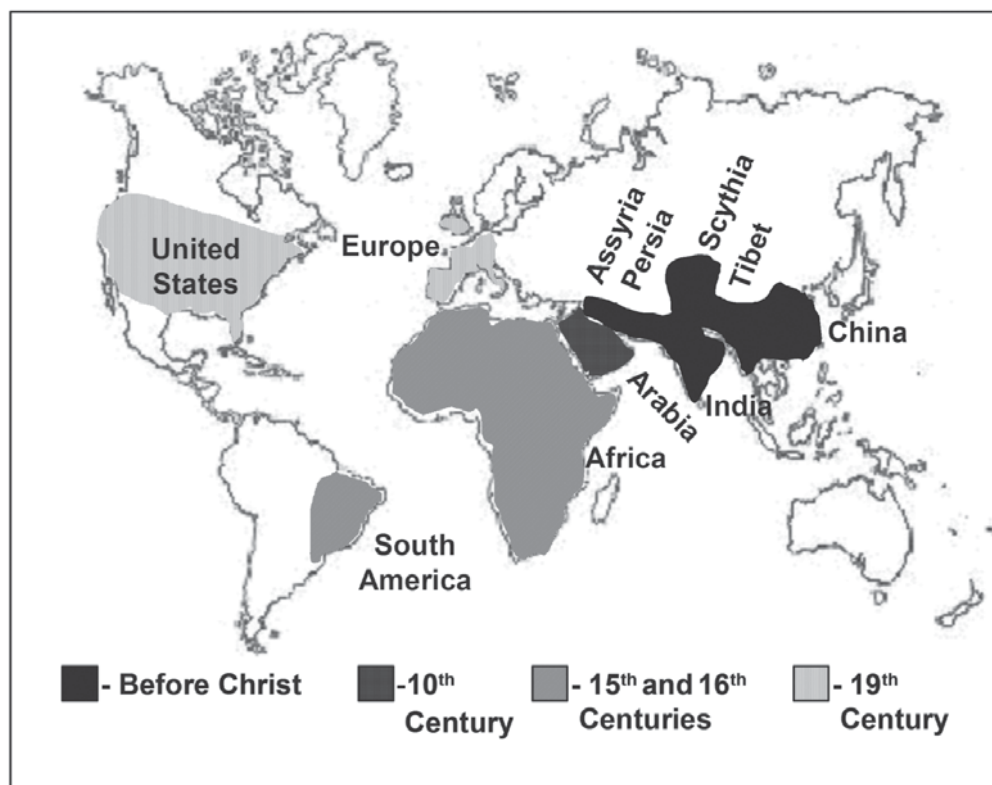 United
States
Europe
Assyria
Persia
Scythia
Tibet
China
Arabia
India
Africa
South
America
- Before Christ
-10th
Century
- 15th and 16th
Centuries
- 19th
Century